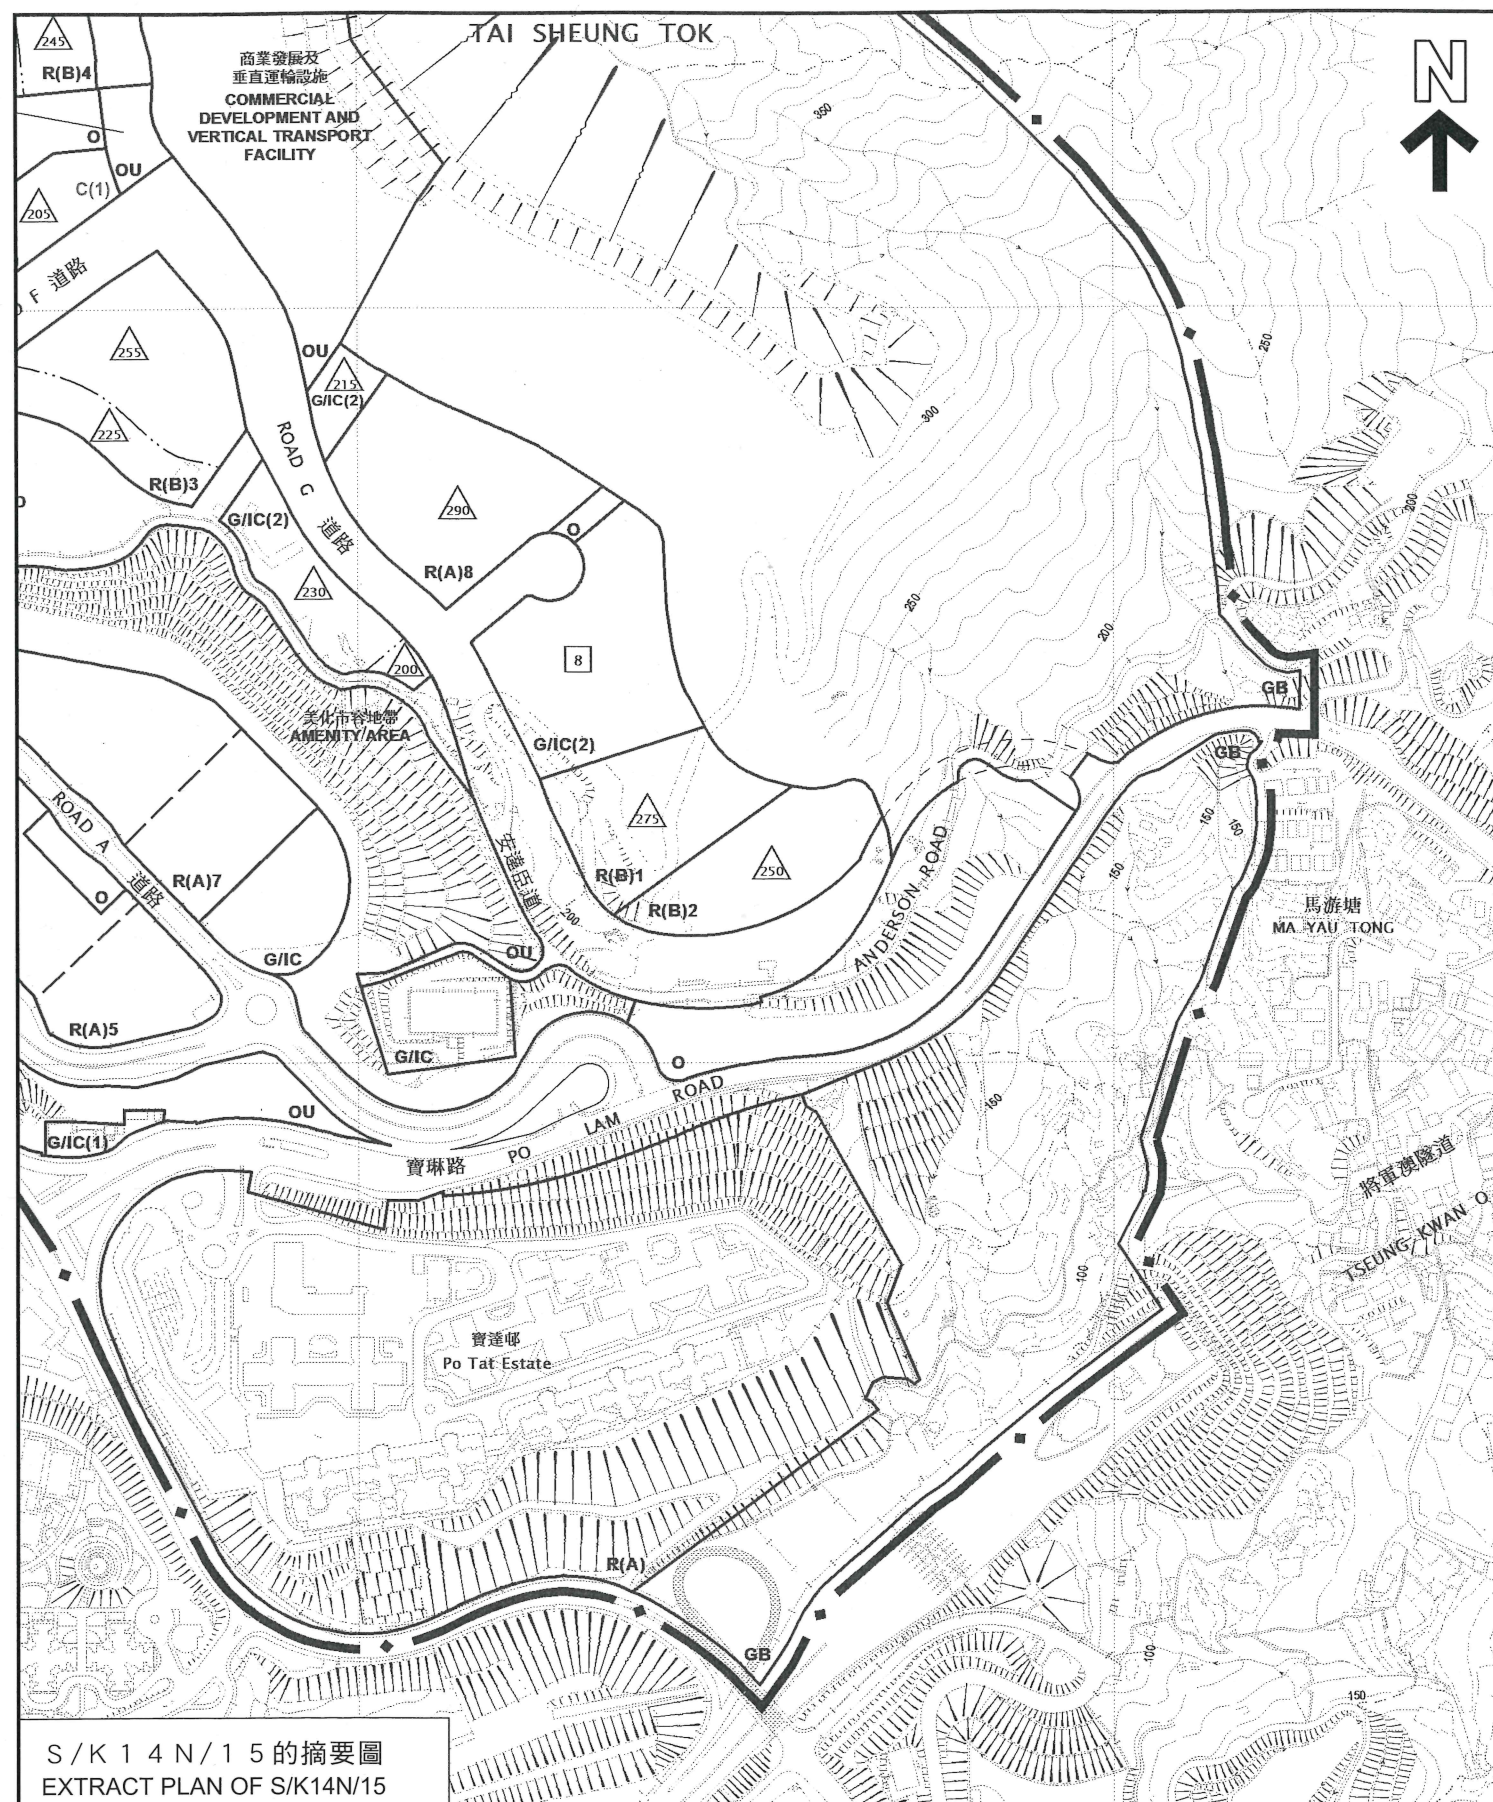 TAI SHEUNG TOK
N
245
R(B)4
商業發展及
垂直運輸設施
COMMERCIAL
DEVELOPMENT AND
VERTICAL TRANSPORT
FACILITY
350
O
OU
C(1)
205
F 道路
255
OU
215
G/IC(2)
250
300
225
ROAD G 道路
R(B)3
290
200
G/IC(2)
O
R(A)8
230
250
200
8
200
GB
美化市容地帶
AMENITY AREA
G/IC(2)
GB
ROAD A 道路
275
150
150
安達臣道
ANDERSON ROAD
250
150
R(A)7
R(B)1
O
R(B)2
200
馬游塘
MA YAU TONG
OU
G/IC
150
R(A)5
G/IC
O
150
OU
PO LAM ROAD
G/IC(1)
寶琳路
將軍澳隧道
TSEUNG KWAN O
100
寶達邨
Po Tat Estate
R(A)
GB
100
150
S/K14N/15的摘要圖
EXTRACT PLAN OF S/K14N/15